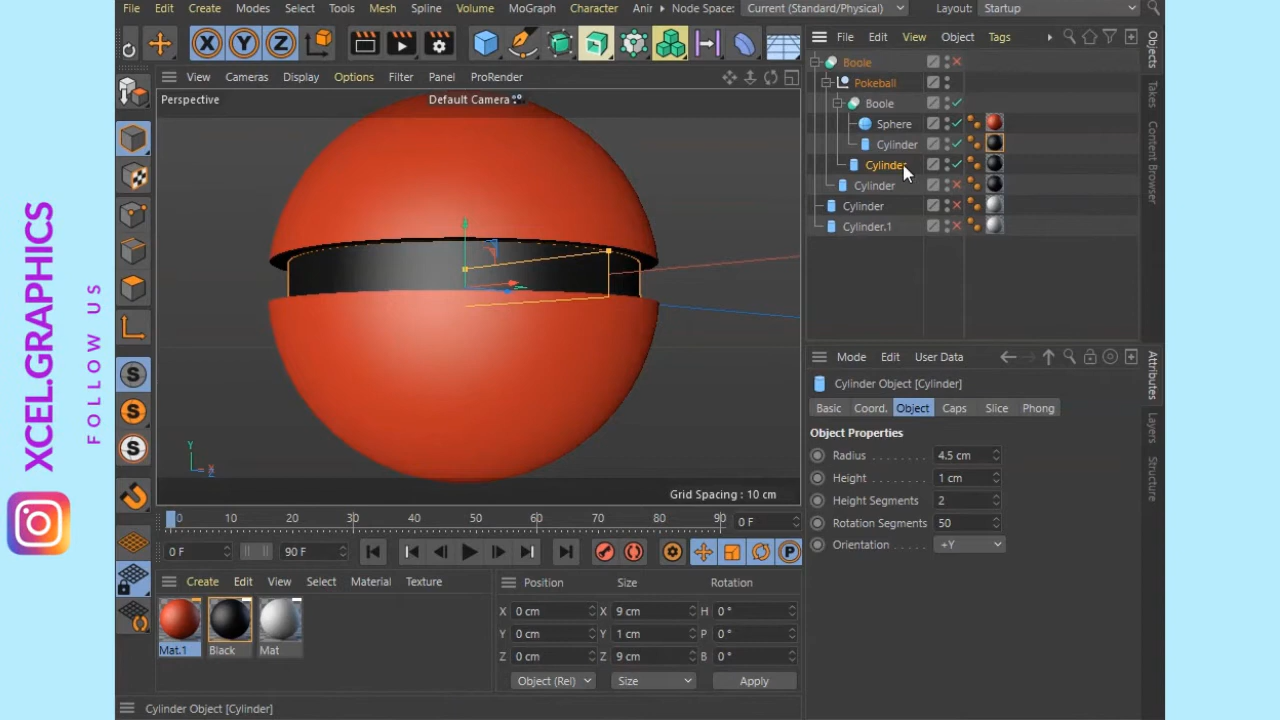 File Edit Create Modes Select Tools Mesh Spline Volume MoGraph Character Ani Node Space: Current (Standard/Physical) Layout: Startup
X Y Z
File Edit View Object Tags
View Cameras Display Options Filter Panel ProRender
Perspective
Default Camera
Boole
Pokeball
Boole
Sphere
Cylinder
Cylinder
Cylinder
Cylinder
Cylinder.1
Objects
Takes
Content Browser
Attributes
Layers
Structure
XCEL.GRAPHICS
FOLLOW US
S
S
S
Y
X
Z
Grid Spacing : 10 cm
Mode Edit User Data
Cylinder Object [Cylinder]
Basic Coord. Object Caps Slice Phong
Object Properties
Radius . . . . . . . . 4.5 cm
Height . . . . . . . . 1 cm
Height Segments 2
Rotation Segments 50
Orientation . . . . . +Y
0 10 20 30 40 50 60 70 80 90 0 F
0 F 90 F
P
Create Edit View Select Material Texture
Mat.1 Black Mat
Position Size Rotation
X 0 cm X 9 cm H 0 °
Y 0 cm Y 1 cm P 0 °
Z 0 cm Z 9 cm B 0 °
Object (Rel) Size Apply
Cylinder Object [Cylinder]